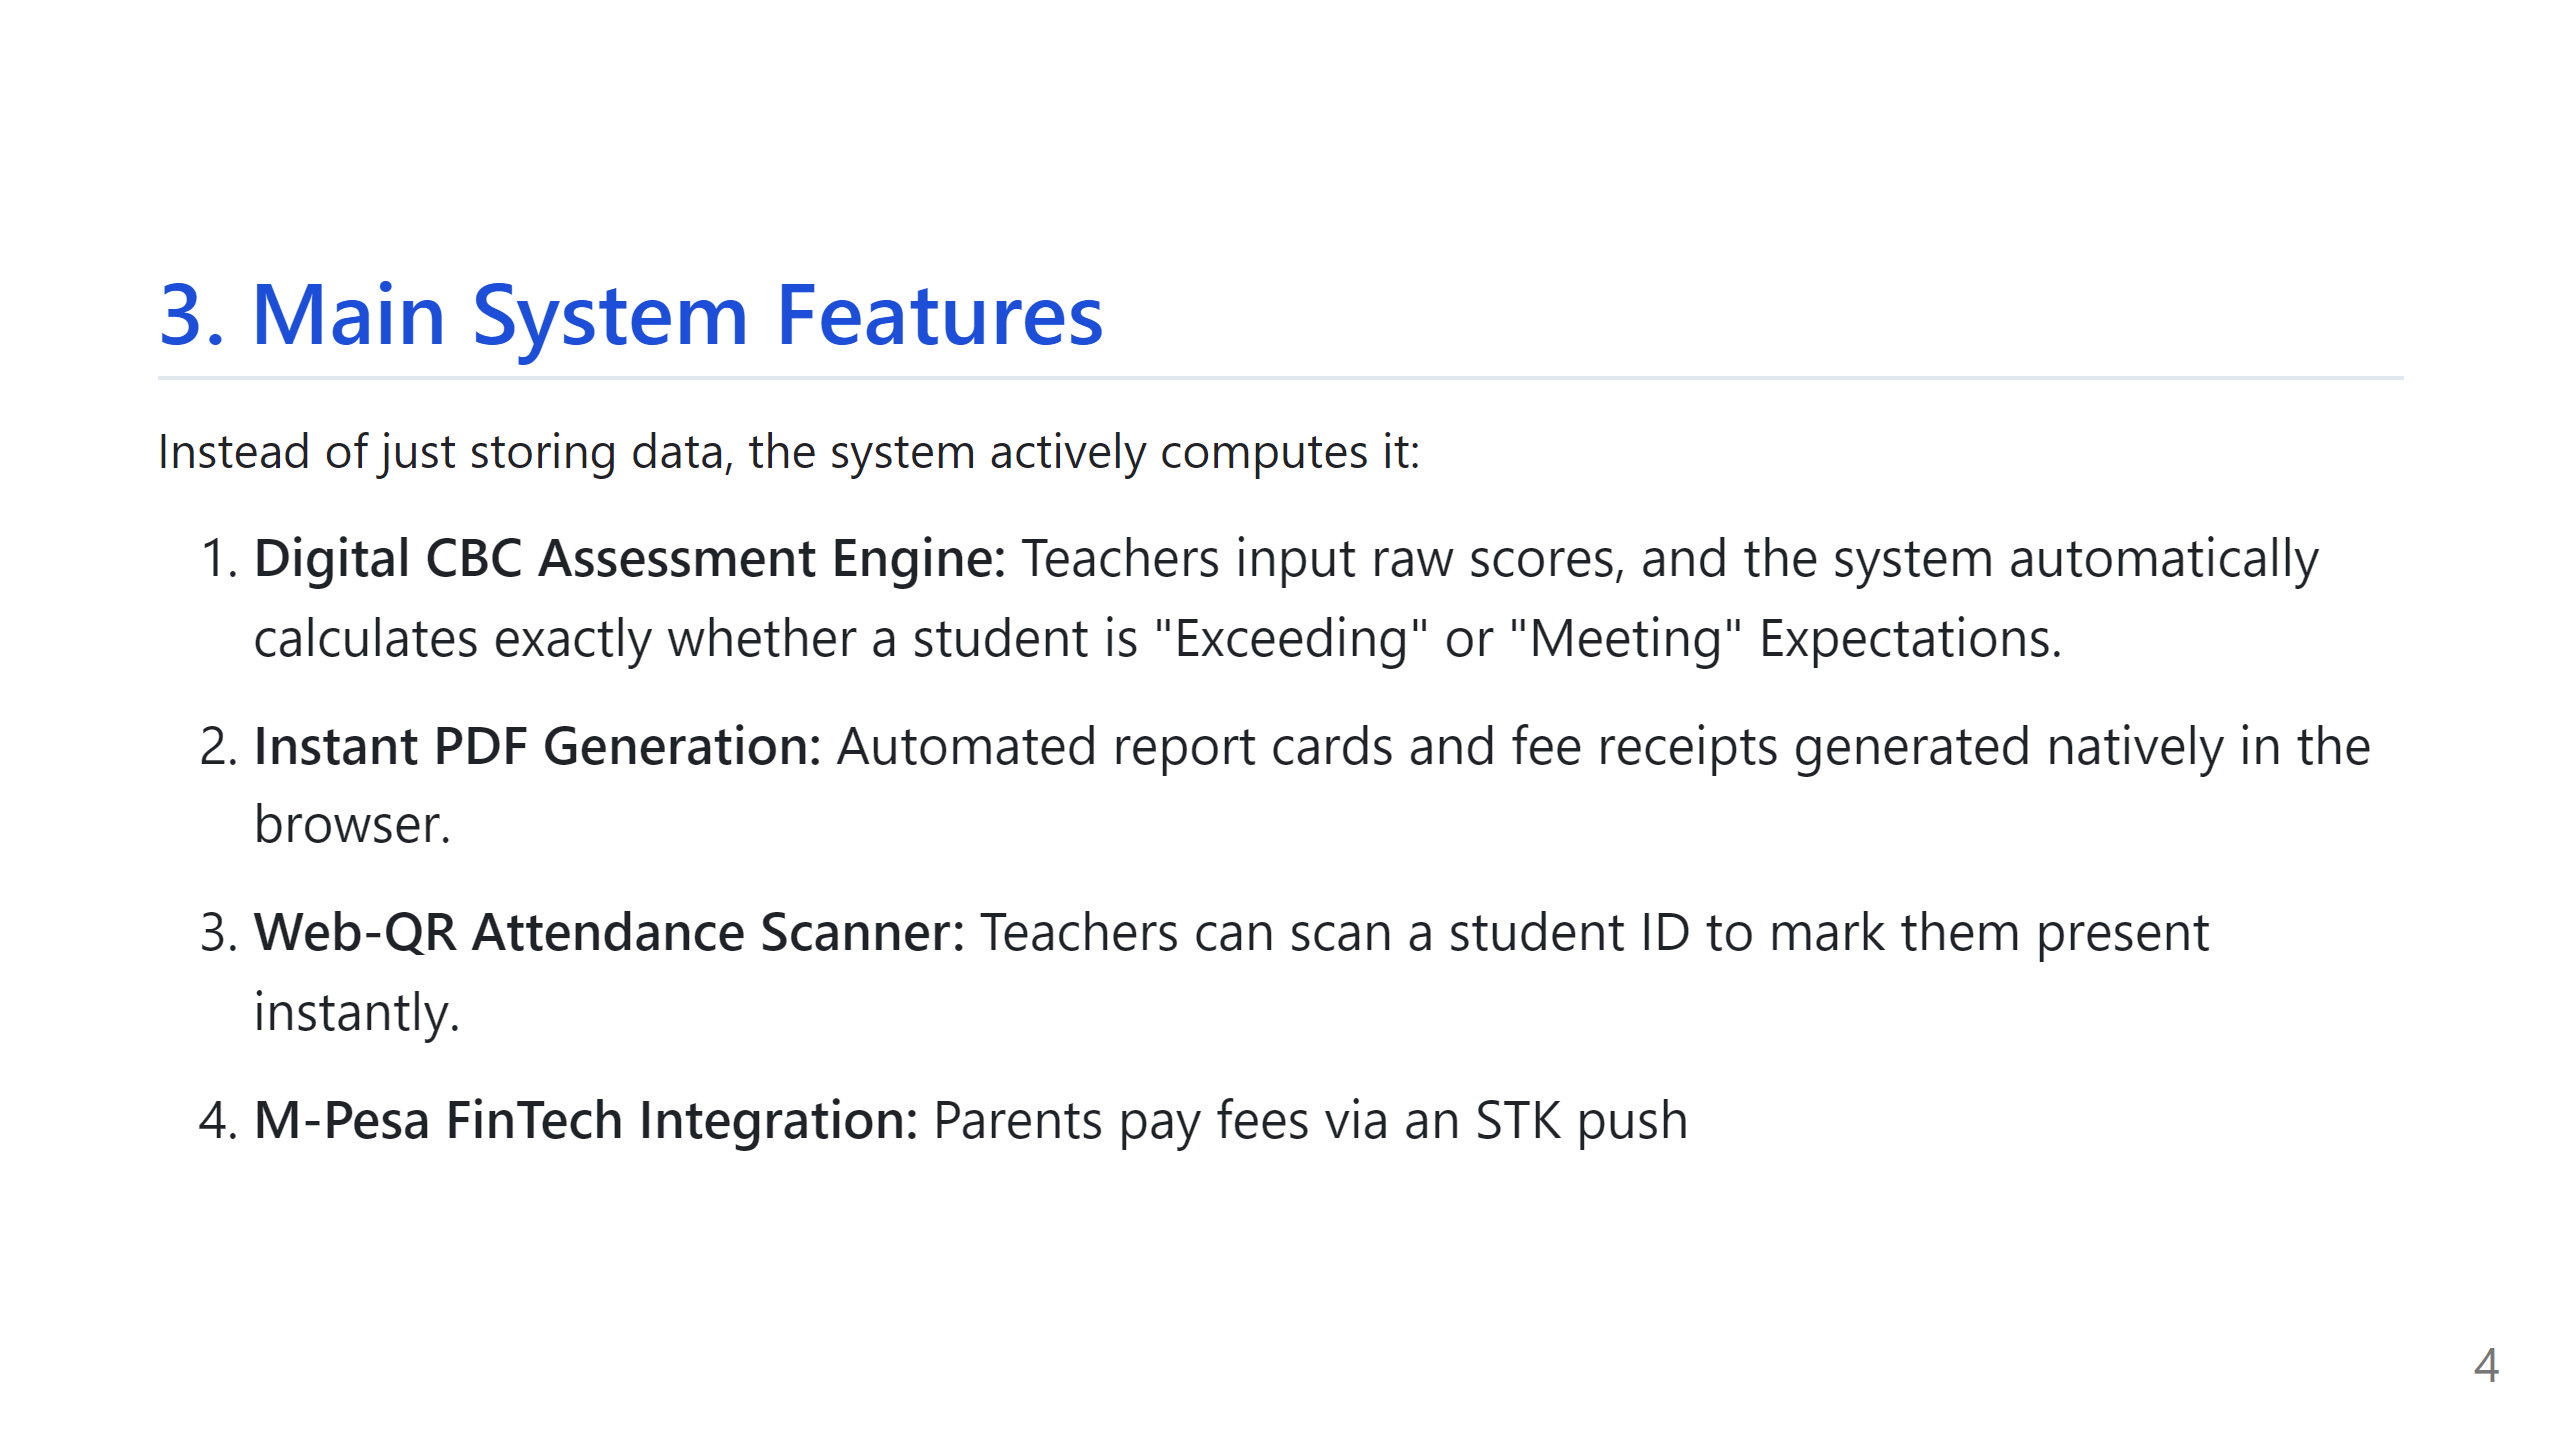 3. Main System Features
Instead of just storing data, the system actively computes it:
1. Digital CBC Assessment Engine: Teachers input raw scores, and the system automatically
calculates exactly whether a student is "Exceeding" or "Meeting" Expectations.
2. Instant PDF Generation: Automated report cards and fee receipts generated natively in the
browser.
3. Web-QR Attendance Scanner: Teachers can scan a student ID to mark them present
instantly.
4. M-Pesa FinTech Integration: Parents pay fees via an STK push
4